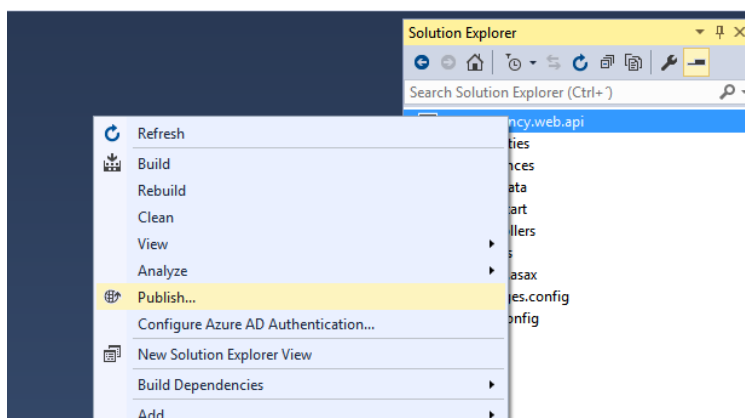 Solution Explorer
Search Solution Explorer (Ctrl+´)
ncy.web.api
Refresh
ties
Build
nces
Rebuild
ata
Clean
art
View
llers
Analyze
s
Publish...
.asax
ges.config
Configure Azure AD Authentication...
onfig
New Solution Explorer View
Build Dependencies
Add